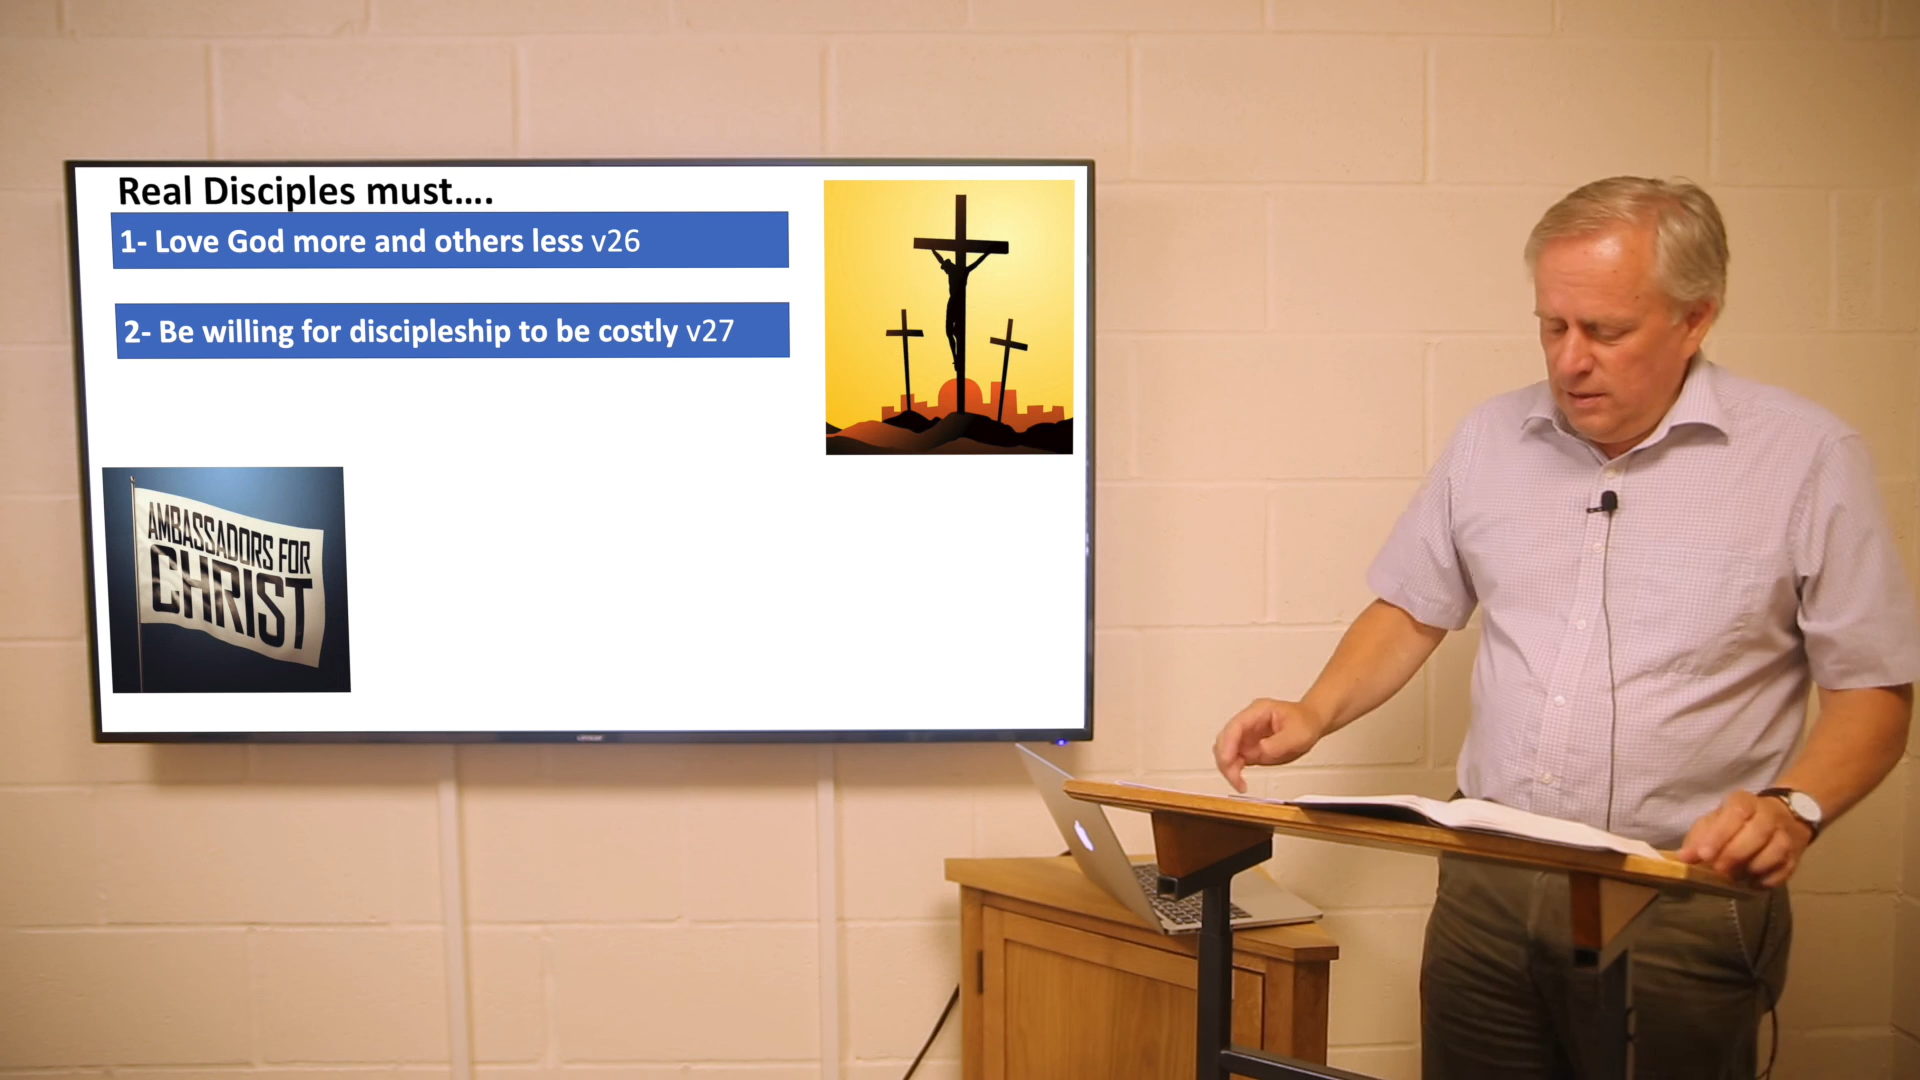 Real Disciples must....
1- Love God more and others less v26
2- Be willing for discipleship to be costly v27
AMBASSADORS FOR
CHRIST